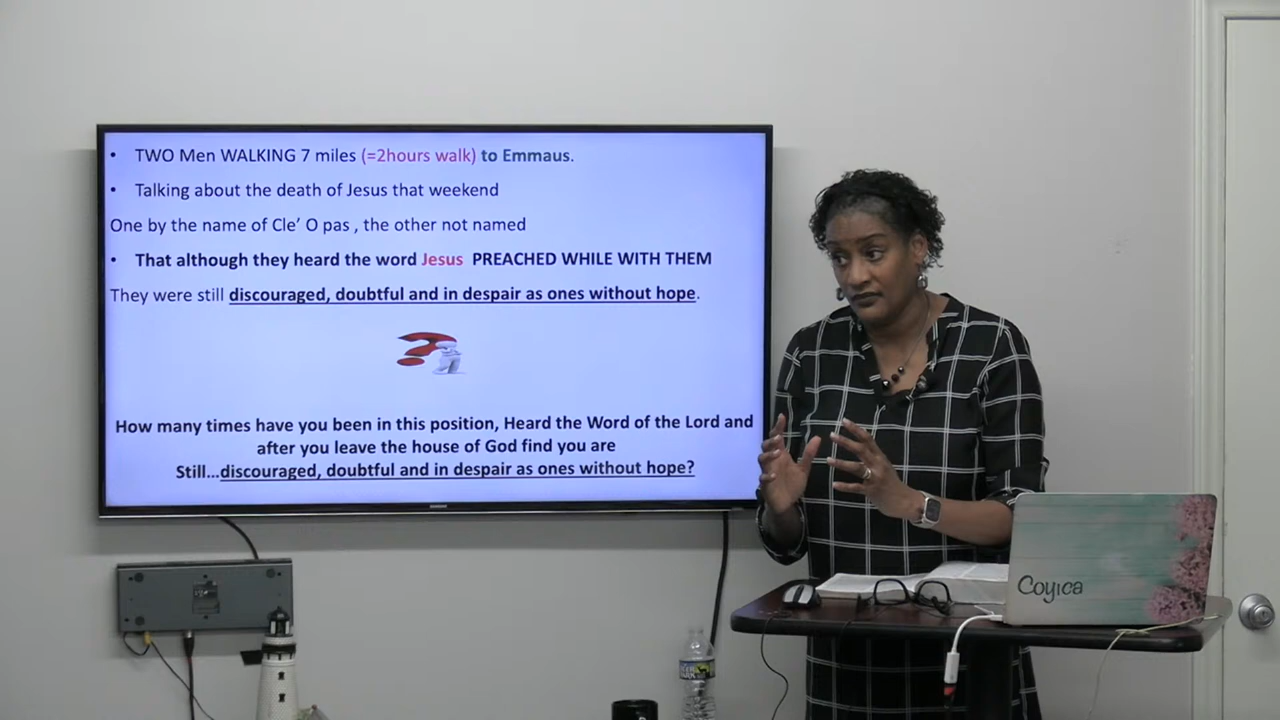 • TWO Men WALKING 7 miles (=2hours walk) to Emmaus.
• Talking about the death of Jesus that weekend
One by the name of Cle’ O pas , the other not named
• That although they heard the word Jesus PREACHED WHILE WITH THEM
They were still discouraged, doubtful and in despair as ones without hope.
How many times have you been in this position, Heard the Word of the Lord and
after you leave the house of God find you are
Still...discouraged, doubtful and in despair as ones without hope?
Coyica